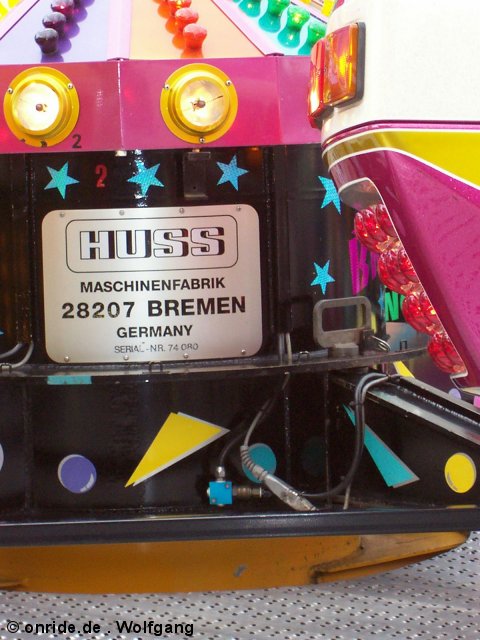 2
2
HUSS
MASCHINENFABRIK
28207 BREMEN
GERMANY
SERIAL-NR. 74 080
© onride.de . Wolfgang